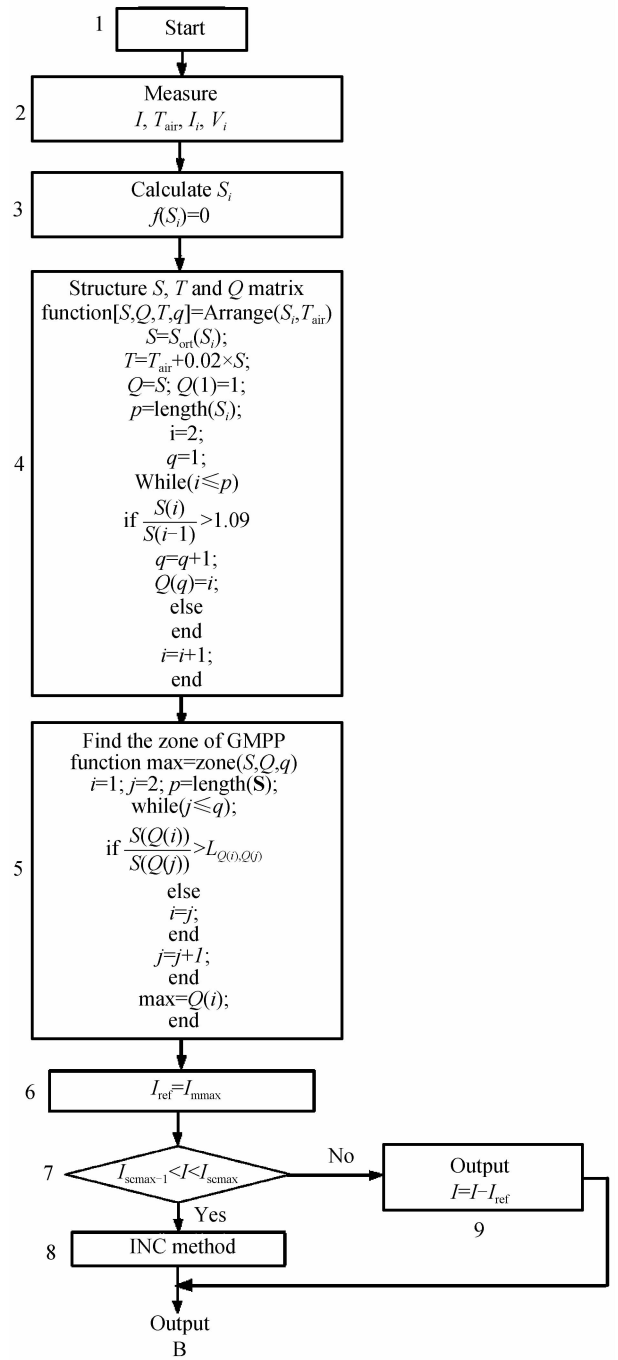 1
Start
2
Measure
I, T_air, I_i, V_i
3
Calculate S_i
f(S_i)=0
4
Structure S, T and Q matrix
function[S,Q,T,q]=Arrange(S_i,T_air)
S=S_ort(S_i);
T=T_air+0.02×S;
Q=S; Q(1)=1;
p=length(S_i);
i=2;
q=1;
While(i⩽p)
if S(i)/S(i−1)>1.09
q=q+1;
Q(q)=i;
else
end
i=i+1;
end
5
Find the zone of GMPP
function max=zone(S,Q,q)
i=1; j=2; p=length(S);
while(j⩽q);
if S(Q(i))/S(Q(j))>L_Q(i),Q(j)
else
i=j;
end
j=j+1;
end
max=Q(i);
end
6
I_ref=I_mmax
7
I_scmax−1<I<I_scmax
No
Output
I=I−I_ref
9
Yes
8
INC method
Output
B